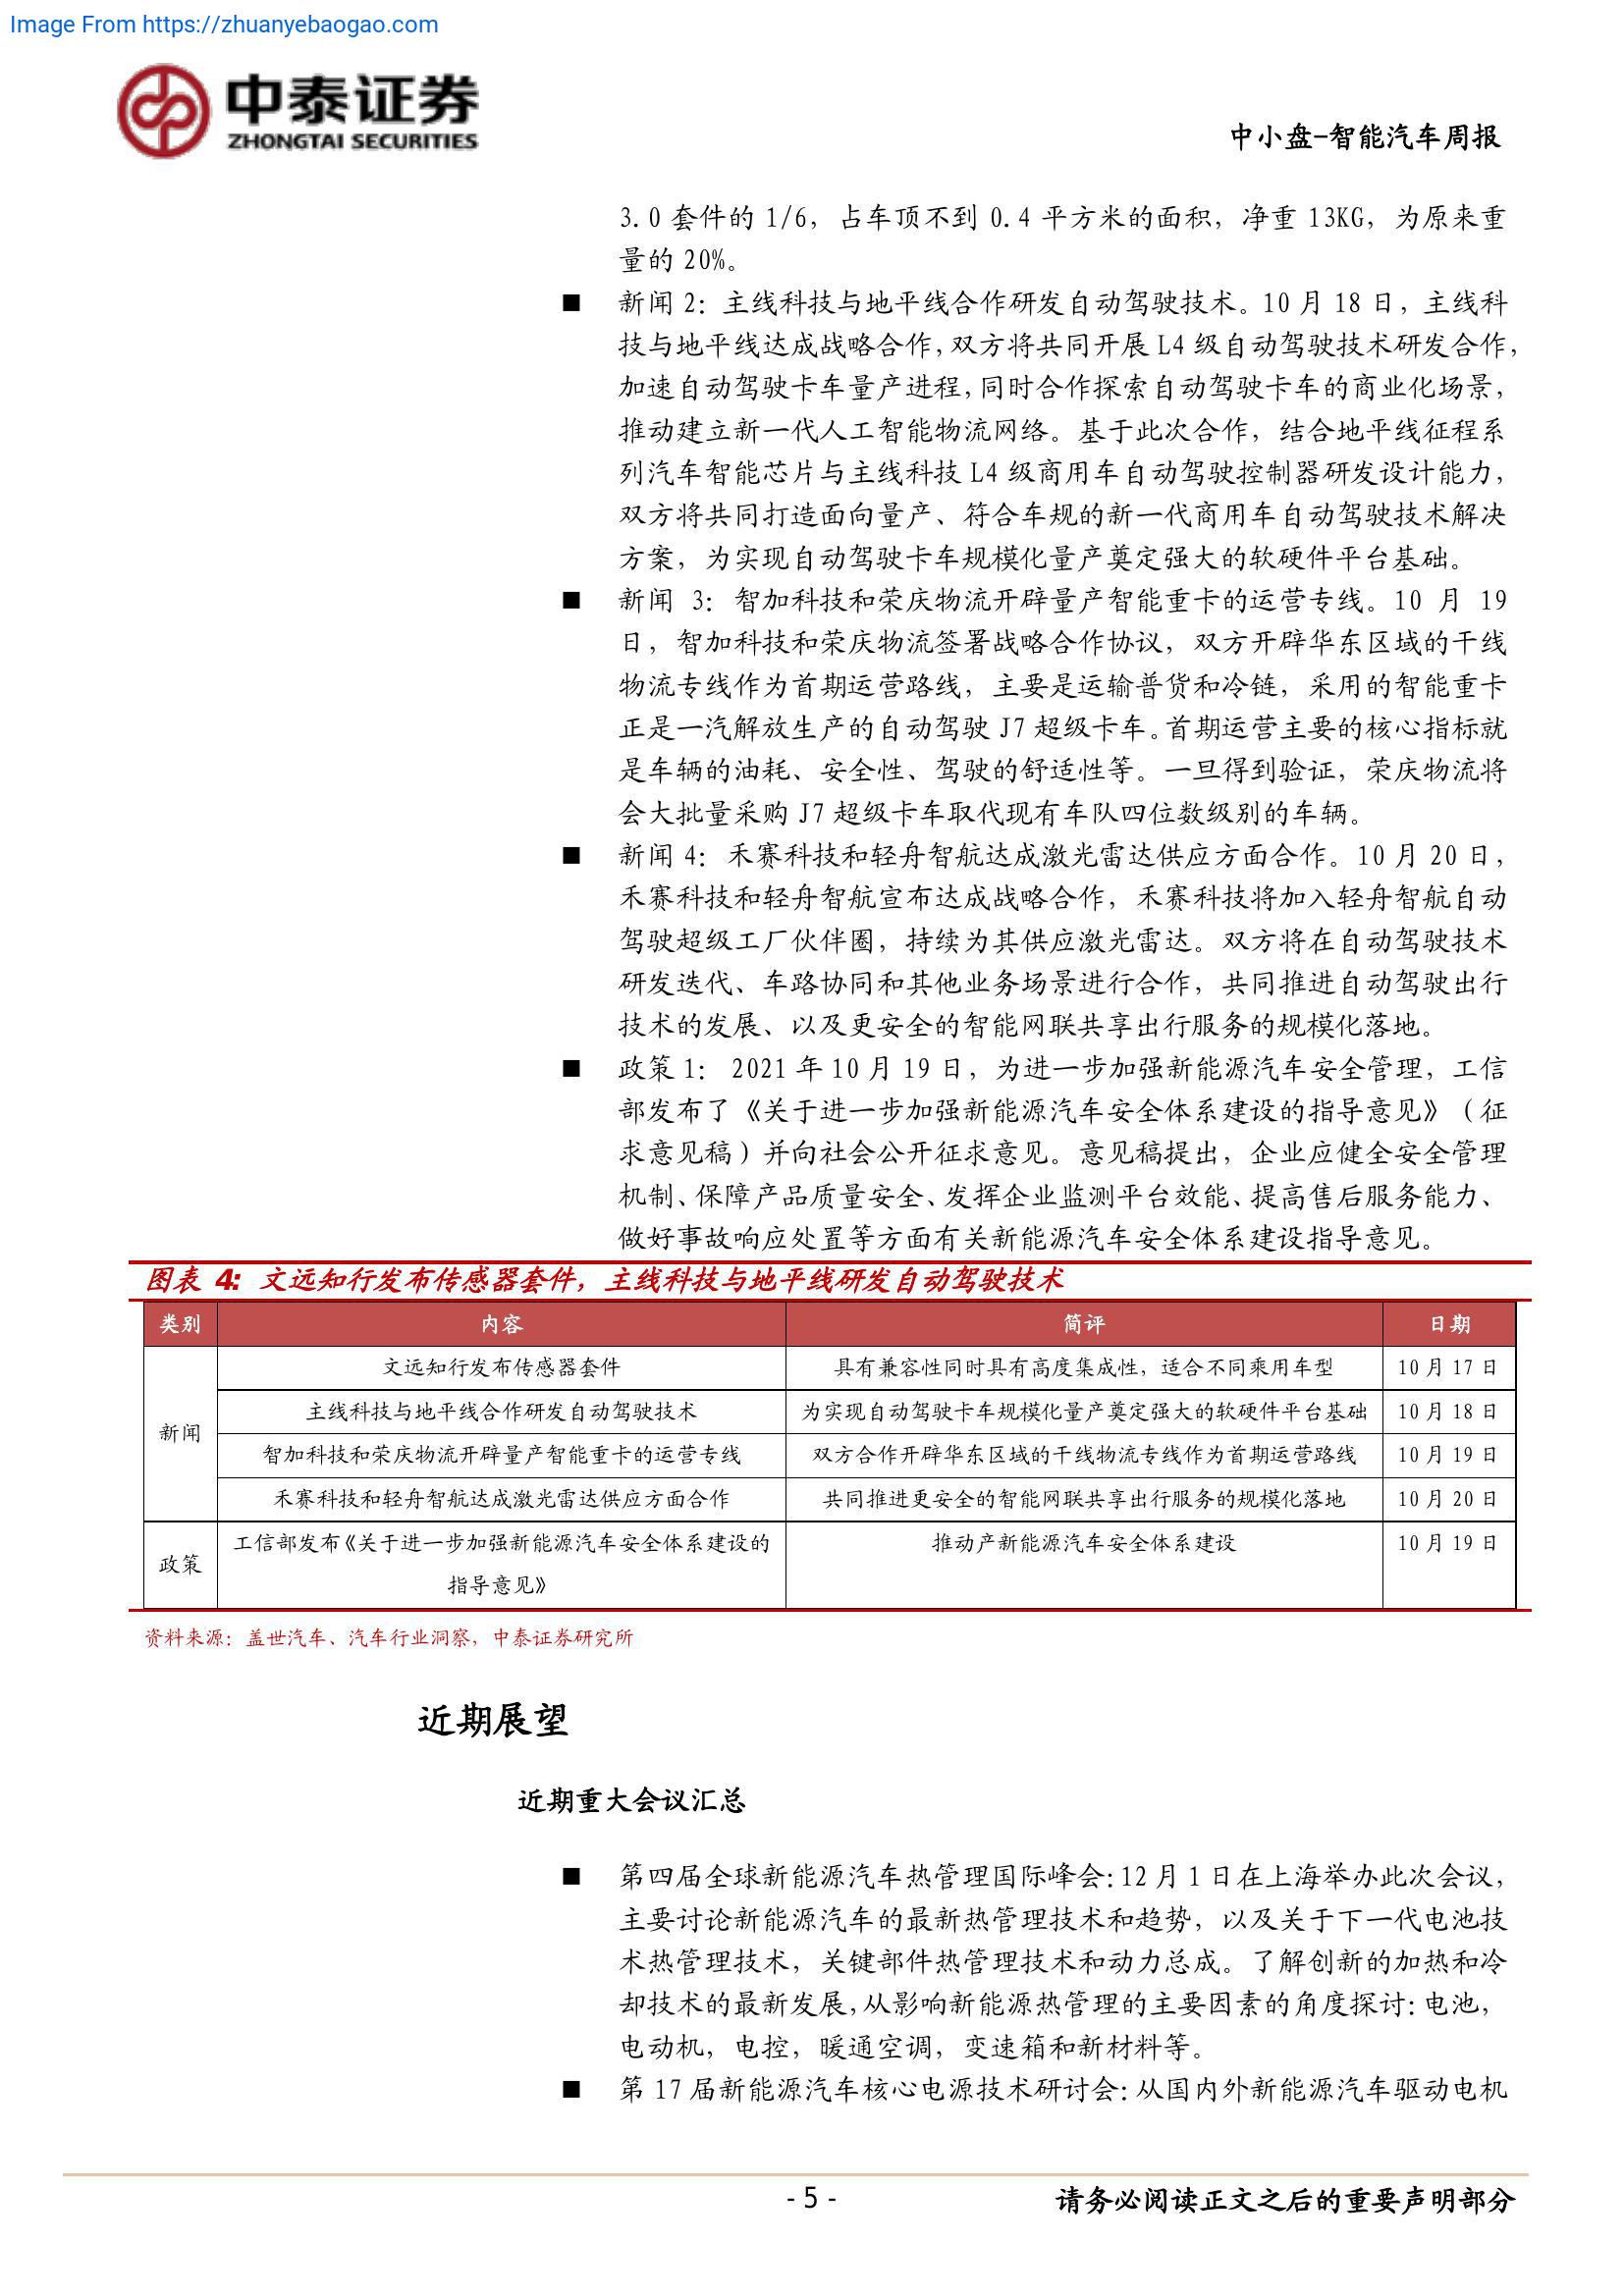 Image From https://zhuanyebaogao.com
中泰证券
ZHONGTAI SECURITIES
中小盘-智能汽车周报
3.0 套件的 1/6，占车顶不到 0.4 平方米的面积，净重 13KG，为原来重
量的 20%。
■ 新闻 2：主线科技与地平线合作研发自动驾驶技术。10 月 18 日，主线科
技与地平线达成战略合作，双方将共同开展 L4 级自动驾驶技术研发合作，
加速自动驾驶卡车量产进程，同时合作探索自动驾驶卡车的商业化场景，
推动建立新一代人工智能物流网络。基于此次合作，结合地平线征程系
列汽车智能芯片与主线科技 L4 级商用车自动驾驶控制器研发设计能力，
双方将共同打造面向量产、符合车规的新一代商用车自动驾驶技术解决
方案，为实现自动驾驶卡车规模化量产奠定强大的软硬件平台基础。
■ 新闻 3：智加科技和荣庆物流开辟量产智能重卡的运营专线。10 月 19
日，智加科技和荣庆物流签署战略合作协议，双方开辟华东区域的干线
物流专线作为首期运营路线，主要是运输普货和冷链，采用的智能重卡
正是一汽解放生产的自动驾驶 J7 超级卡车。首期运营主要的核心指标就
是车辆的油耗、安全性、驾驶的舒适性等。一旦得到验证，荣庆物流将
会大批量采购 J7 超级卡车取代现有车队四位数级别的车辆。
■ 新闻 4：禾赛科技和轻舟智航达成激光雷达供应方面合作。10 月 20 日，
禾赛科技和轻舟智航宣布达成战略合作，禾赛科技将加入轻舟智航自动
驾驶超级工厂伙伴圈，持续为其供应激光雷达。双方将在自动驾驶技术
研发迭代、车路协同和其他业务场景进行合作，共同推进自动驾驶出行
技术的发展、以及更安全的智能网联共享出行服务的规模化落地。
■ 政策 1： 2021 年 10 月 19 日，为进一步加强新能源汽车安全管理，工信
部发布了《关于进一步加强新能源汽车安全体系建设的指导意见》（征
求意见稿）并向社会公开征求意见。意见稿提出，企业应健全安全管理
机制、保障产品质量安全、发挥企业监测平台效能、提高售后服务能力、
做好事故响应处置等方面有关新能源汽车安全体系建设指导意见。
图表 4：文远知行发布传感器套件，主线科技与地平线研发自动驾驶技术
类别 内容 简评 日期
文远知行发布传感器套件 具有兼容性同时具有高度集成性，适合不同乘用车型 10 月 17 日
主线科技与地平线合作研发自动驾驶技术 为实现自动驾驶卡车规模化量产奠定强大的软硬件平台基础 10 月 18 日
新闻
智加科技和荣庆物流开辟量产智能重卡的运营专线 双方合作开辟华东区域的干线物流专线作为首期运营路线 10 月 19 日
禾赛科技和轻舟智航达成激光雷达供应方面合作 共同推进更安全的智能网联共享出行服务的规模化落地 10 月 20 日
工信部发布《关于进一步加强新能源汽车安全体系建设的 推动产新能源汽车安全体系建设 10 月 19 日
政策
指导意见》
资料来源：盖世汽车、汽车行业洞察，中泰证券研究所
近期展望
近期重大会议汇总
■ 第四届全球新能源汽车热管理国际峰会：12 月 1 日在上海举办此次会议，
主要讨论新能源汽车的最新热管理技术和趋势，以及关于下一代电池技
术热管理技术，关键部件热管理技术和动力总成。了解创新的加热和冷
却技术的最新发展，从影响新能源热管理的主要因素的角度探讨：电池，
电动机，电控，暖通空调，变速箱和新材料等。
■ 第 17 届新能源汽车核心电源技术研讨会：从国内外新能源汽车驱动电机
- 5 -
请务必阅读正文之后的重要声明部分